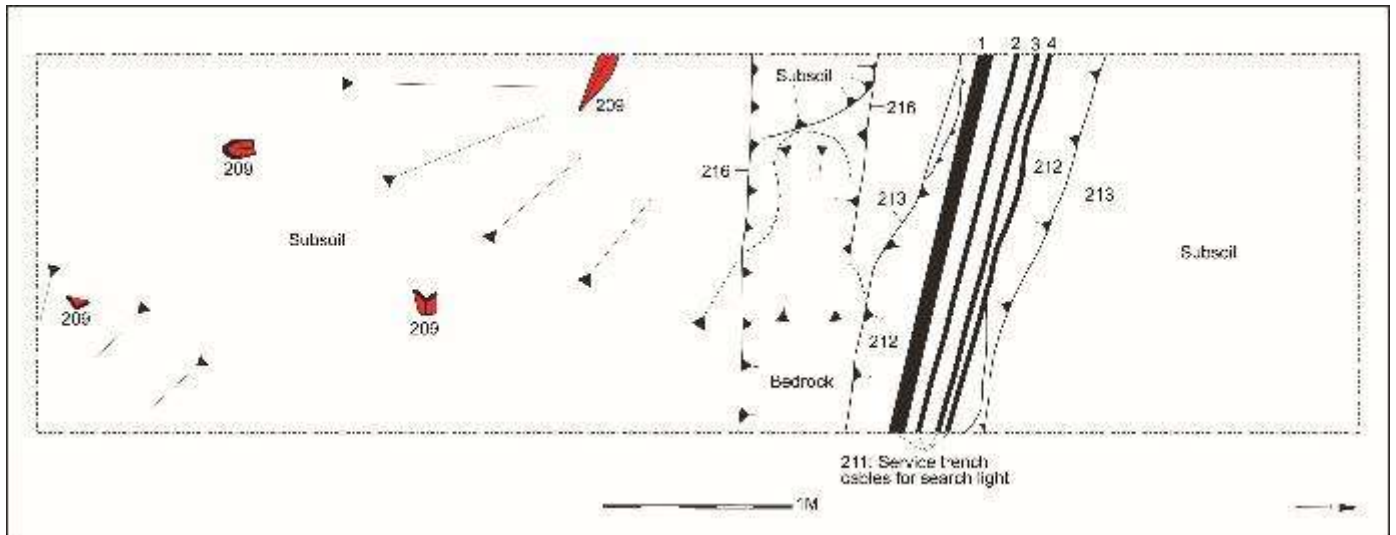 1 2 3 4
Subsoil
209
216
209
216
212
213
213
Subsoil
Subsoil
209
209
212
Bedrock
211: Service trench
cables for search light
1M